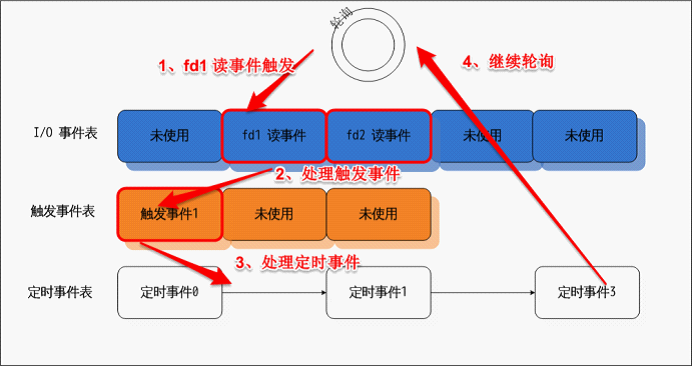 轮询
1、fd1 读事件触发
4、继续轮询
I/O 事件表
未使用
fd1 读事件
fd2 读事件
未使用
未使用
2、处理触发事件
触发事件表
触发事件1
未使用
未使用
3、处理定时事件
定时事件表
定时事件0
定时事件1
定时事件3